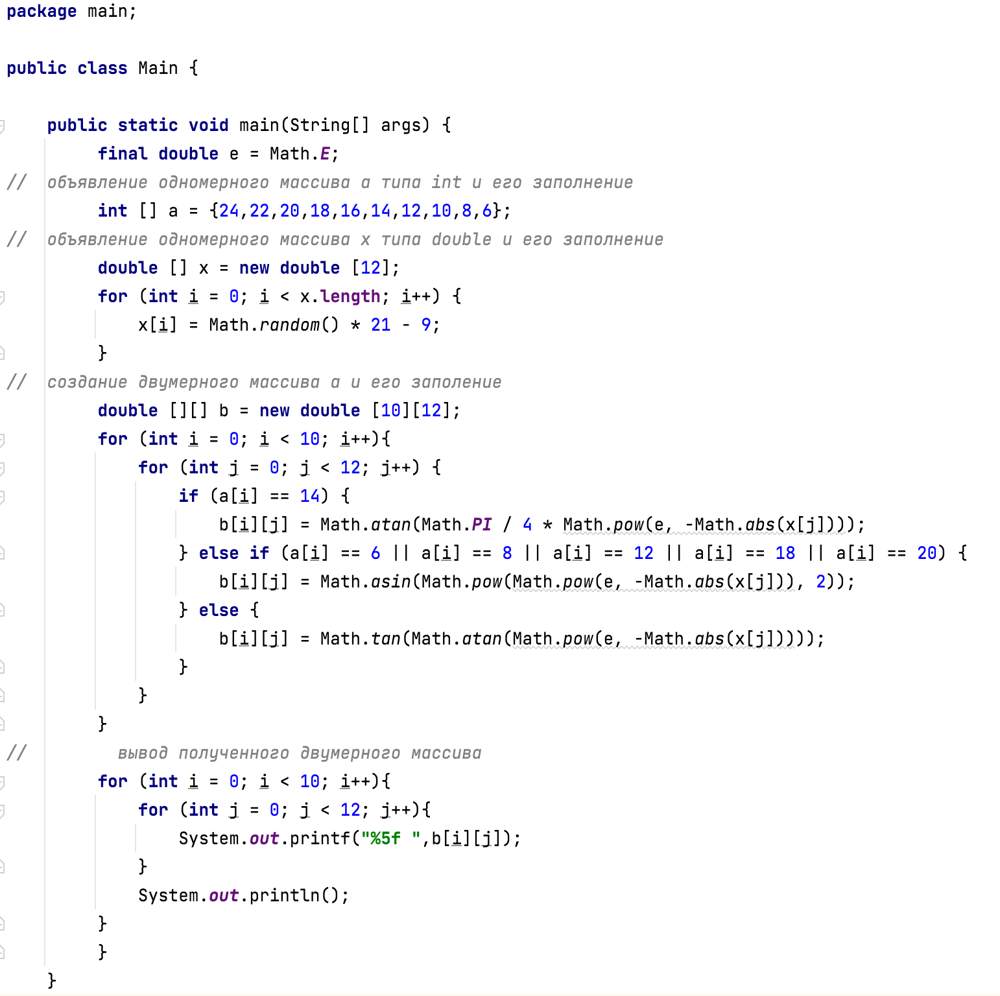 package main;
public class Main {
public static void main(String[] args) {
final double e = Math.E;
// объявление одномерного массива a типа int и его заполнение
int [] a = {24,22,20,18,16,14,12,10,8,6};
// объявление одномерного массива x типа double и его заполнение
double [] x = new double [12];
for (int i = 0; i < x.length; i++) {
x[i] = Math.random() * 21 - 9;
}
// создание двумерного массива a и его заполение
double [][] b = new double [10][12];
for (int i = 0; i < 10; i++){
for (int j = 0; j < 12; j++) {
if (a[i] == 14) {
b[i][j] = Math.atan(Math.PI / 4 * Math.pow(e, -Math.abs(x[j])));
} else if (a[i] == 6 || a[i] == 8 || a[i] == 12 || a[i] == 18 || a[i] == 20) {
b[i][j] = Math.asin(Math.pow(Math.pow(e, -Math.abs(x[j])), 2));
} else {
b[i][j] = Math.tan(Math.atan(Math.pow(e, -Math.abs(x[j]))));
}
}
}
// вывод полученного двумерного массива
for (int i = 0; i < 10; i++){
for (int j = 0; j < 12; j++){
System.out.printf("%5f ",b[i][j]);
}
System.out.println();
}
}
}